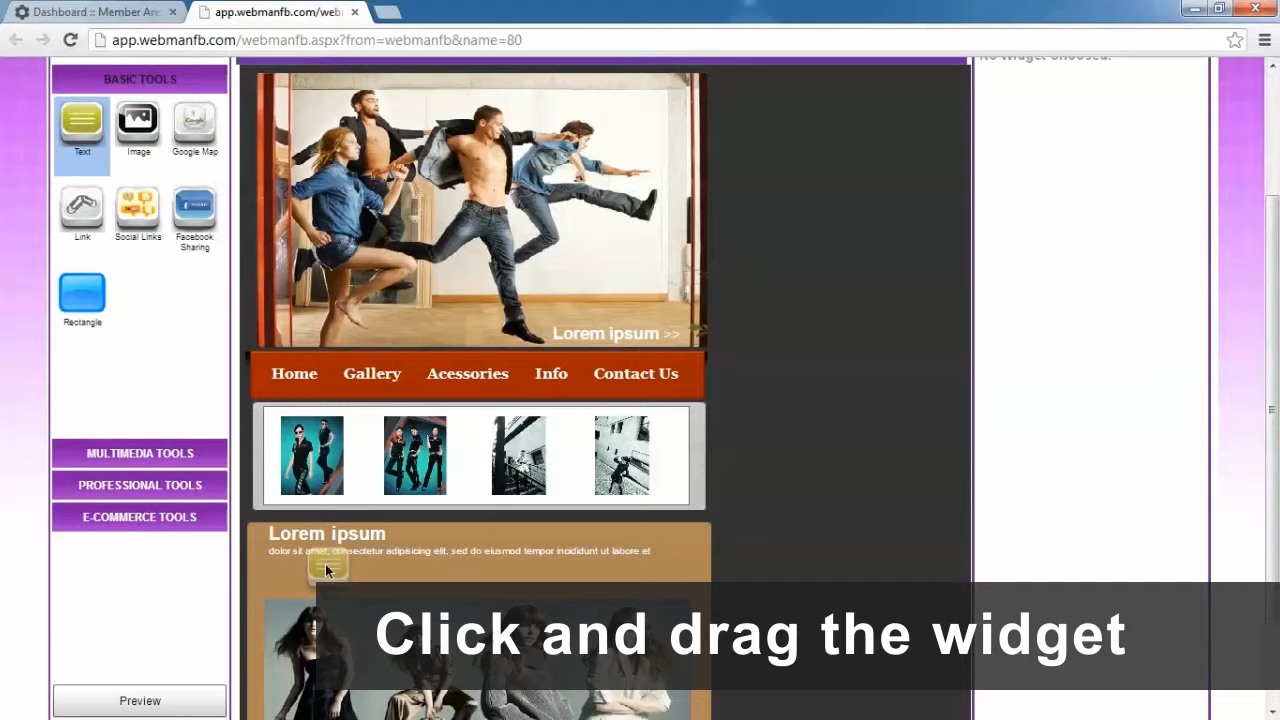 Dashboard :: Member Are
app.webmanfb.com/web
app.webmanfb.com/webmanfb.aspx?from=webmanfb&name=80
BASIC TOOLS
No Widget Choosed.
Text
Image
Google Map
Link
Social Links
Facebook
Sharing
Rectangle
MULTIMEDIA TOOLS
PROFESSIONAL TOOLS
E-COMMERCE TOOLS
Preview
Lorem ipsum >>
Home Gallery Acessories Info Contact Us
Lorem ipsum
dolor sit amet, consectetur adipisicing elit, sed do eiusmod tempor incididunt ut labore et
Click and drag the widget